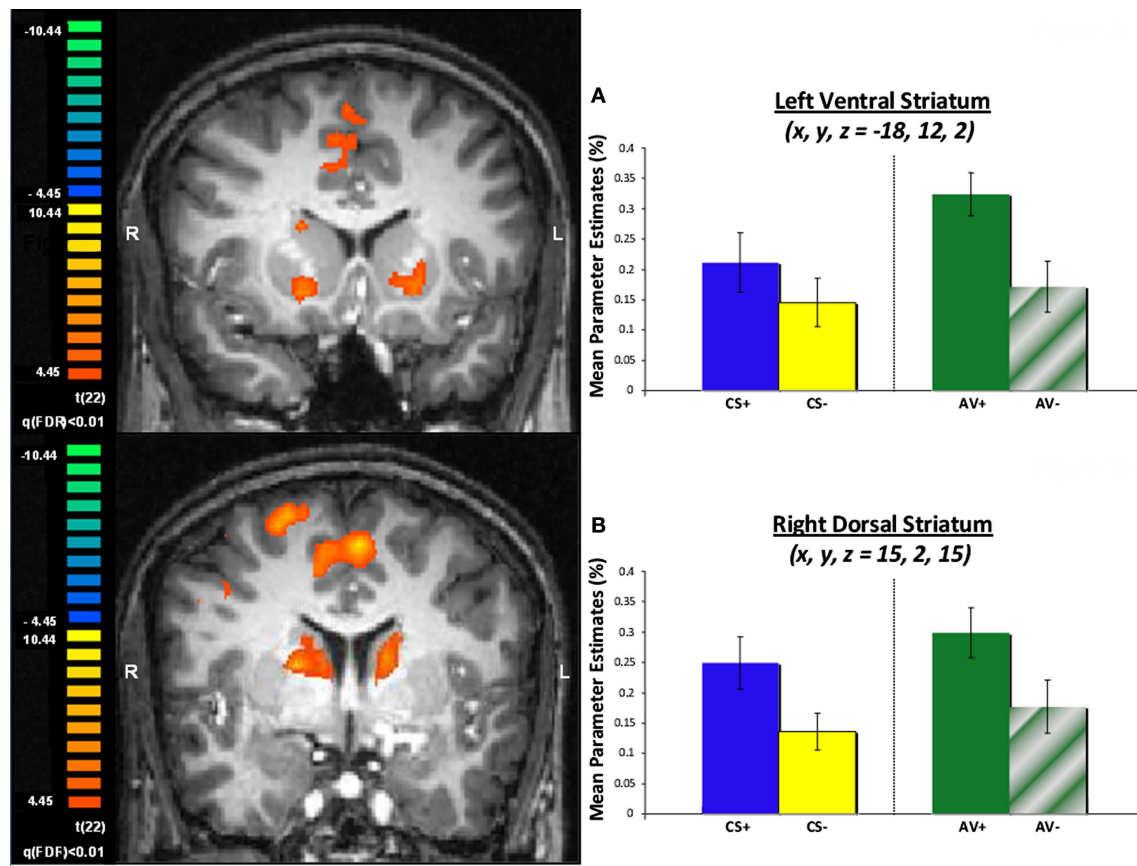 -10.44
- 4.45
10.44
4.45
t(22)
q(FDR)<0.01
R
L
-10.44
- 4.45
10.44
4.45
t(22)
q(FDF)<0.01
R
L
A
Left Ventral Striatum
(x, y, z = -18, 12, 2)
Mean Parameter Estimates (%)
0.4
0.35
0.3
0.25
0.2
0.15
0.1
0.05
0
CS+ CS- AV+ AV-
B
Right Dorsal Striatum
(x, y, z = 15, 2, 15)
Mean Parameter Estimates (%)
0.4
0.35
0.3
0.25
0.2
0.15
0.1
0.05
0
CS+ CS- AV+ AV-